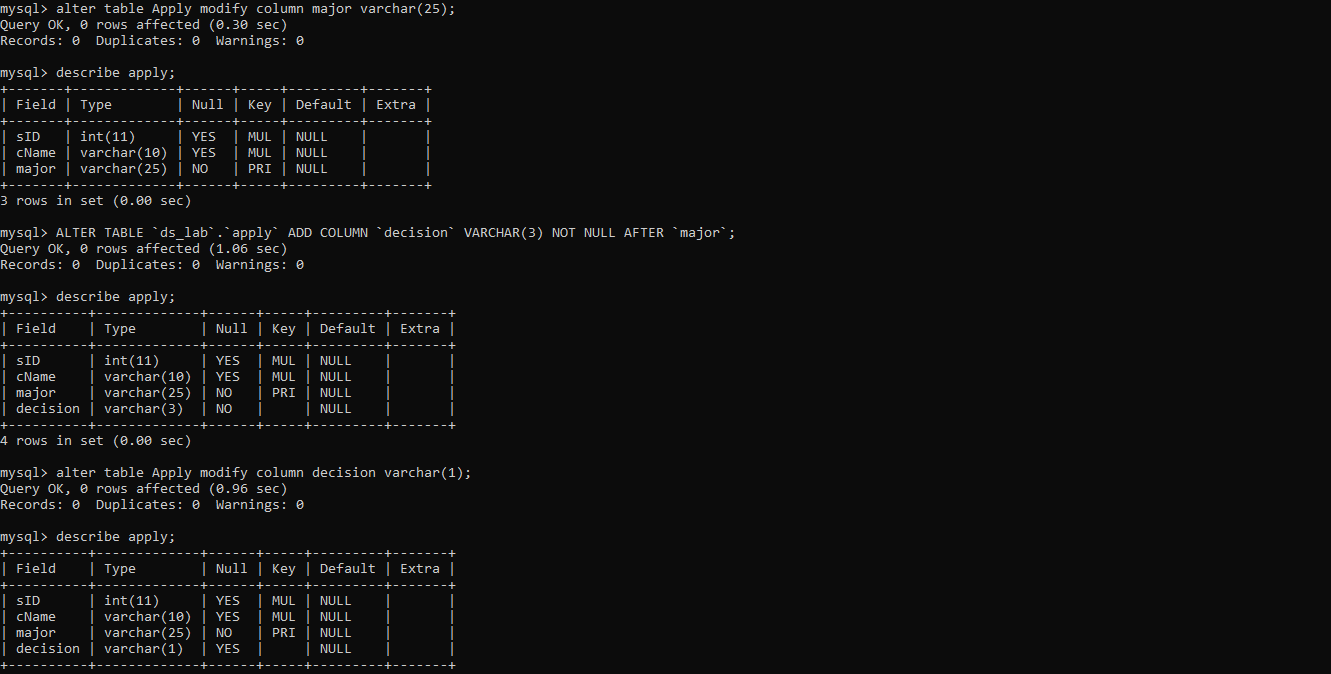 mysql> alter table Apply modify column major varchar(25);
Query OK, 0 rows affected (0.30 sec)
Records: 0  Duplicates: 0  Warnings: 0

mysql> describe apply;
+-------+-------------+------+-----+---------+-------+
| Field | Type        | Null | Key | Default | Extra |
+-------+-------------+------+-----+---------+-------+
| sID   | int(11)     | YES  | MUL | NULL    |       |
| cName | varchar(10) | YES  | MUL | NULL    |       |
| major | varchar(25) | NO   | PRI | NULL    |       |
+-------+-------------+------+-----+---------+-------+
3 rows in set (0.00 sec)

mysql> ALTER TABLE `ds_lab`.`apply` ADD COLUMN `decision` VARCHAR(3) NOT NULL AFTER `major`;
Query OK, 0 rows affected (1.06 sec)
Records: 0  Duplicates: 0  Warnings: 0

mysql> describe apply;
+----------+-------------+------+-----+---------+-------+
| Field    | Type        | Null | Key | Default | Extra |
+----------+-------------+------+-----+---------+-------+
| sID      | int(11)     | YES  | MUL | NULL    |       |
| cName    | varchar(10) | YES  | MUL | NULL    |       |
| major    | varchar(25) | NO   | PRI | NULL    |       |
| decision | varchar(3)  | NO   |     | NULL    |       |
+----------+-------------+------+-----+---------+-------+
4 rows in set (0.00 sec)

mysql> alter table Apply modify column decision varchar(1);
Query OK, 0 rows affected (0.96 sec)
Records: 0  Duplicates: 0  Warnings: 0

mysql> describe apply;
+----------+-------------+------+-----+---------+-------+
| Field    | Type        | Null | Key | Default | Extra |
+----------+-------------+------+-----+---------+-------+
| sID      | int(11)     | YES  | MUL | NULL    |       |
| cName    | varchar(10) | YES  | MUL | NULL    |       |
| major    | varchar(25) | NO   | PRI | NULL    |       |
| decision | varchar(1)  | YES  |     | NULL    |       |
+----------+-------------+------+-----+---------+-------+